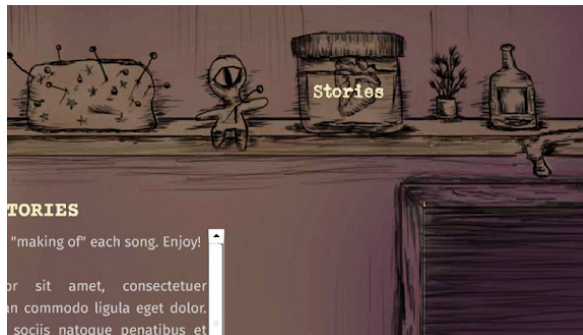 Stories
TORIES
"making of" each song. Enjoy!
or sit amet, consectetuer
an commodo ligula eget dolor.
sociis natoque penatibus et